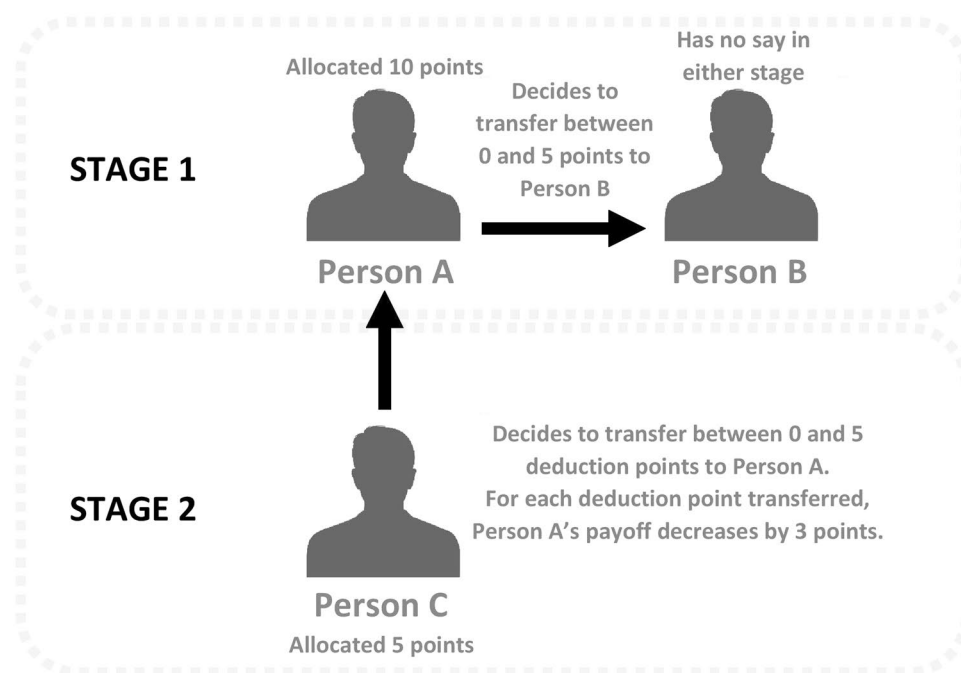 Allocated 10 points
Has no say in
either stage
Decides to
transfer between
0 and 5 points to
Person B
STAGE 1
Person A
Person B
Decides to transfer between 0 and 5
deduction points to Person A.
For each deduction point transferred,
Person A’s payoff decreases by 3 points.
STAGE 2
Person C
Allocated 5 points